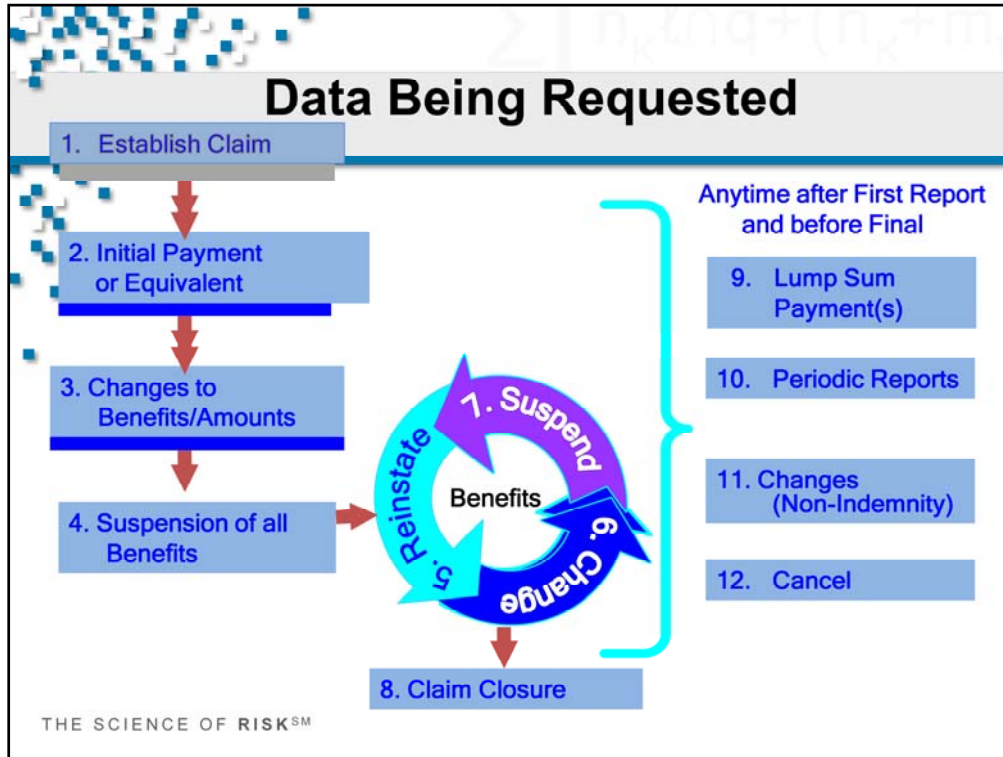 Data Being Requested
1. Establish Claim
2. Initial Payment
or Equivalent
3. Changes to
Benefits/Amounts
4. Suspension of all
Benefits
5. Reinstate
6. Change
7. Suspend
Benefits
8. Claim Closure
Anytime after First Report
and before Final
9. Lump Sum
Payment(s)
10. Periodic Reports
11. Changes
(Non-Indemnity)
12. Cancel
THE SCIENCE OF RISK℠